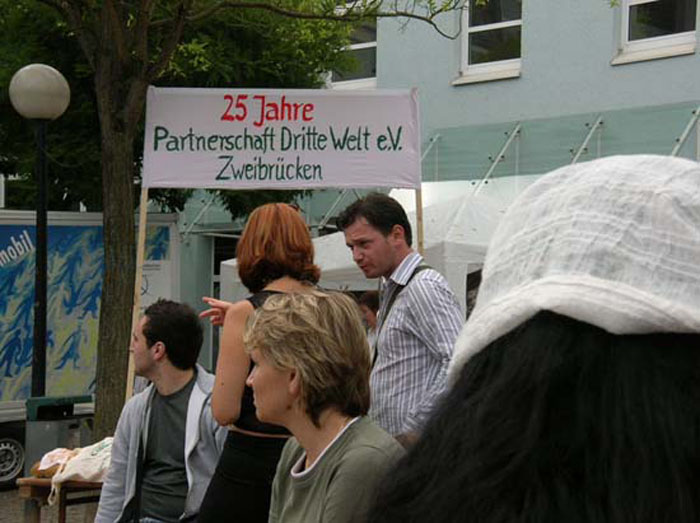 25 Jahre
Partnerschaft Dritte Welt e.V.
Zweibrücken
mobil